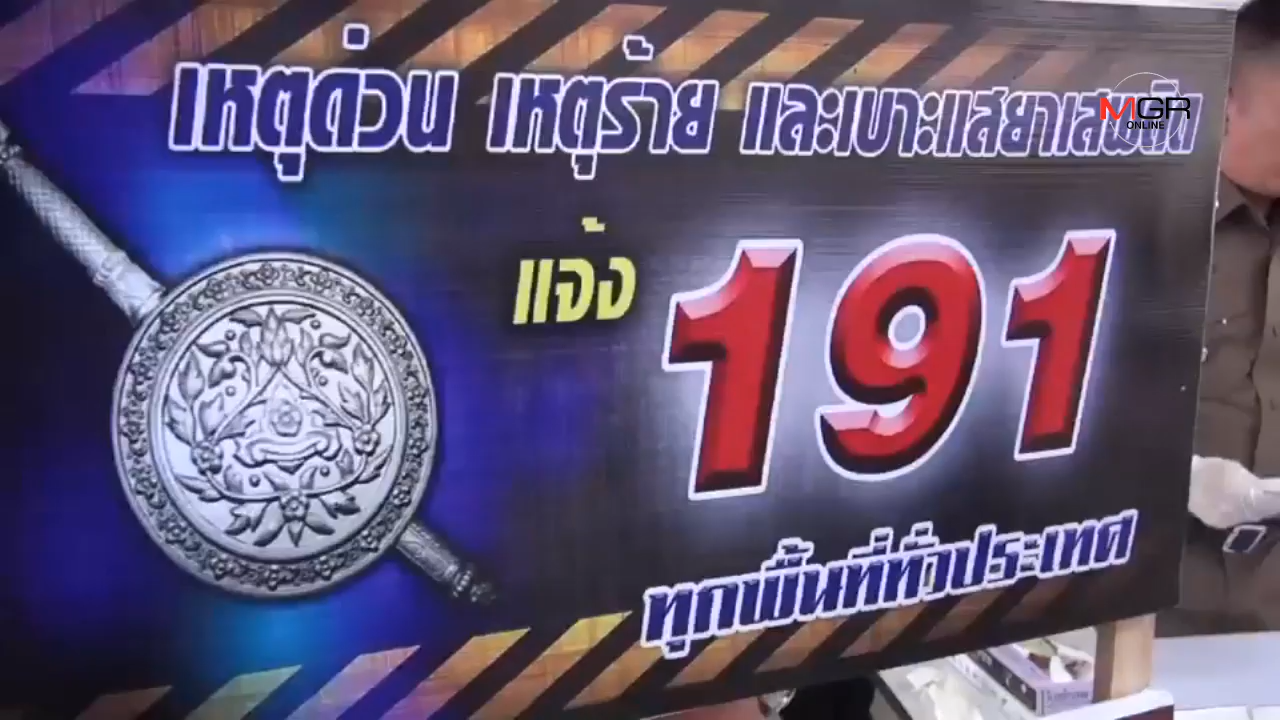 เหตุด่วน เหตุร้าย และเบาะแสยาเสพติด
MGR
ONLINE
แจ้ง 191
ทุกพื้นที่ทั่วประเทศ